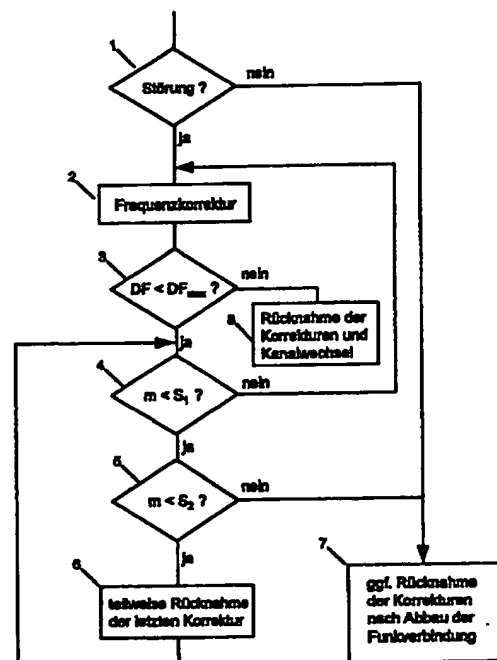 1
Störung ?
nein
ja
2
Frequenzkorrektur
3
DF < DFmax ?
nein
8
Rücknahme der
Korrekturen und
Kanalwechsel
ja
4
m < S1 ?
nein
ja
5
m < S2 ?
nein
ja
6
teilweise Rücknahme
der letzten Korrektur
7
ggf. Rücknahme
der Korrekturen
nach Abbau der
Funkverbindung